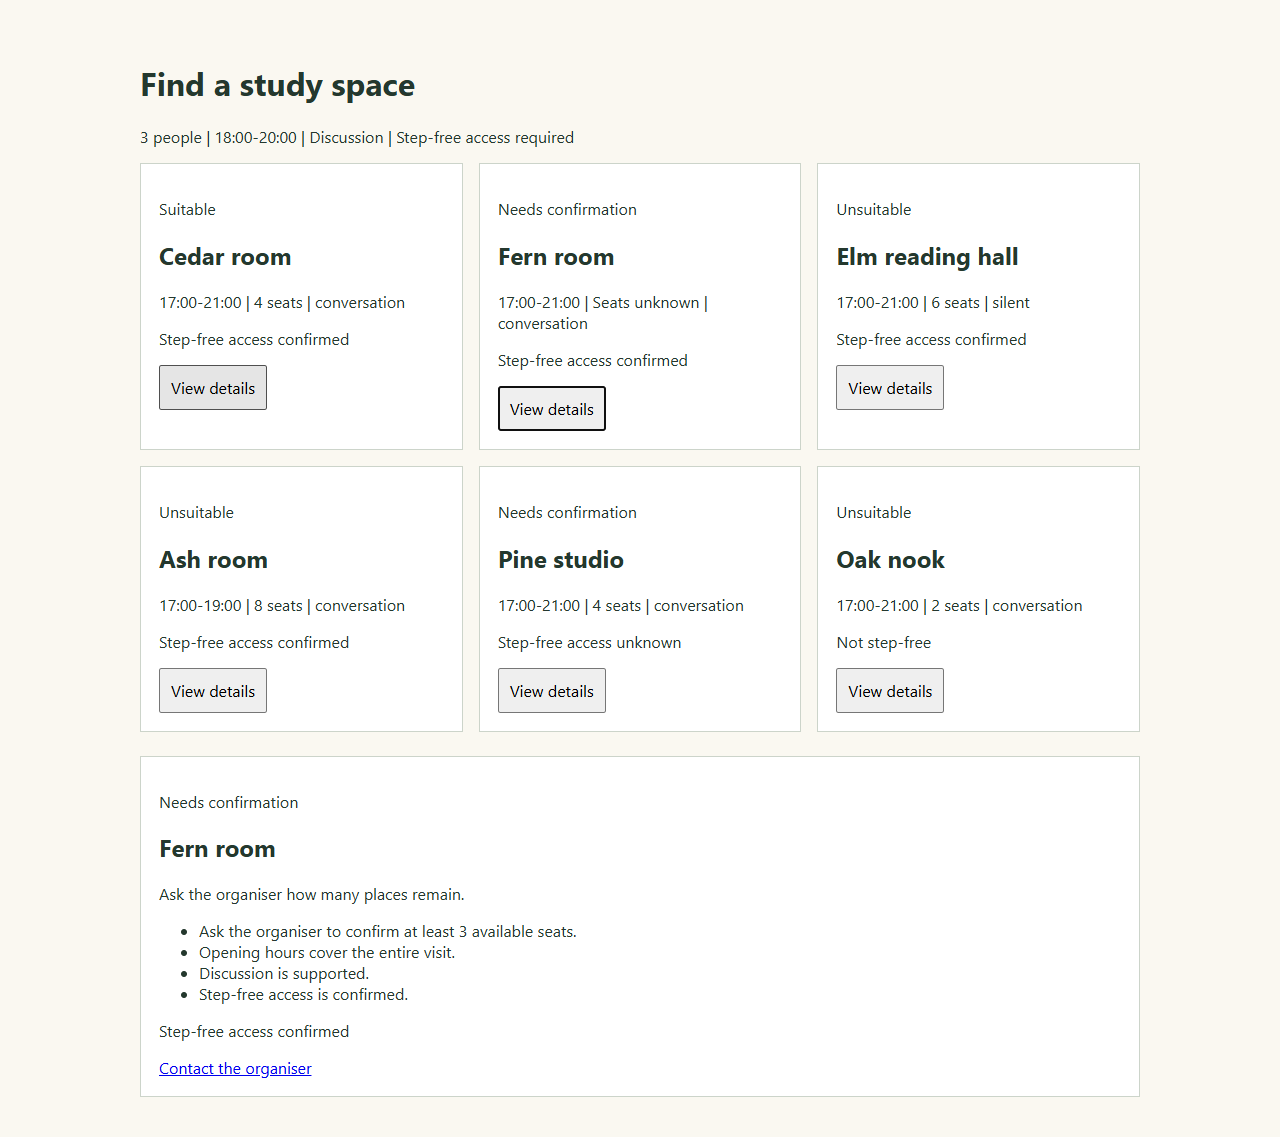 Find a study space
3 people | 18:00-20:00 | Discussion | Step-free access required
Suitable
Cedar room
17:00-21:00 | 4 seats | conversation
Step-free access confirmed
View details
Needs confirmation
Fern room
17:00-21:00 | Seats unknown |
conversation
Step-free access confirmed
View details
Unsuitable
Elm reading hall
17:00-21:00 | 6 seats | silent
Step-free access confirmed
View details
Unsuitable
Ash room
17:00-19:00 | 8 seats | conversation
Step-free access confirmed
View details
Needs confirmation
Pine studio
17:00-21:00 | 4 seats | conversation
Step-free access unknown
View details
Unsuitable
Oak nook
17:00-21:00 | 2 seats | conversation
Not step-free
View details
Needs confirmation
Fern room
Ask the organiser how many places remain.
• Ask the organiser to confirm at least 3 available seats.
• Opening hours cover the entire visit.
• Discussion is supported.
• Step-free access is confirmed.
Step-free access confirmed
Contact the organiser